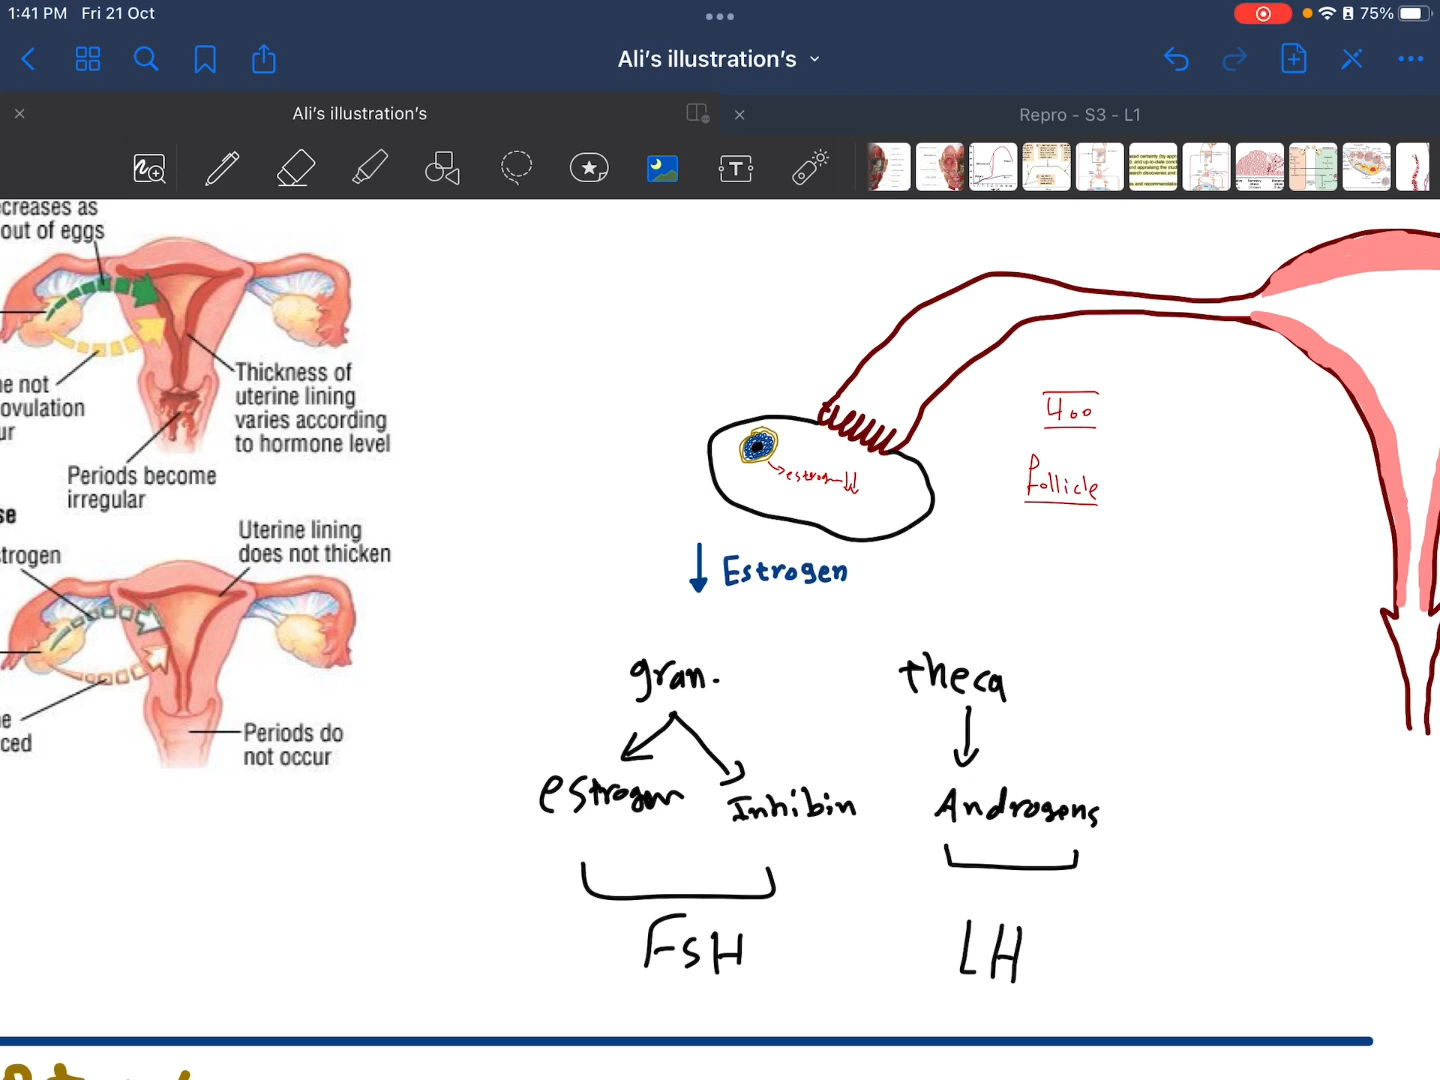 1:41 PM Fri 21 Oct
75%
Ali's illustration's
Ali's illustration's
Repro - S3 - L1
creases as
out of eggs
e not
ovulation
ur
Thickness of
uterine lining
varies according
to hormone level
Periods become
irregular
se
strogen
Uterine lining
does not thicken
e
ced
Periods do
not occur
400
follicle
estrogen ↓↓
↓ Estrogen
gran.
theca
estrogen
Inhibin
Androgens
FSH
LH